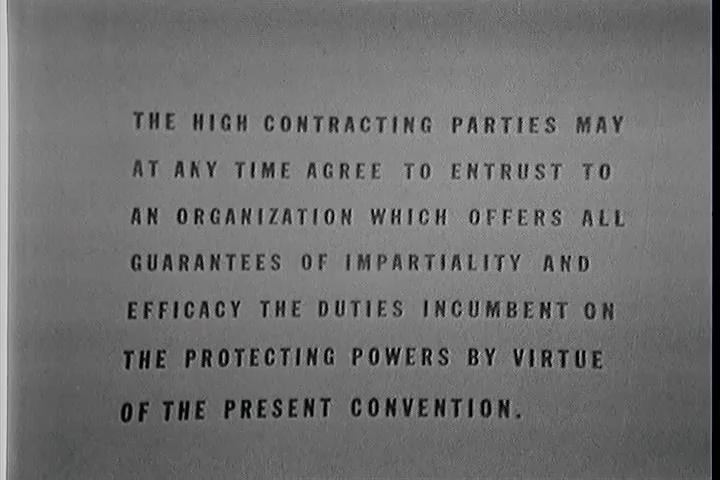 THE HIGH CONTRACTING PARTIES MAY
AT ANY TIME AGREE TO ENTRUST TO
AN ORGANIZATION WHICH OFFERS ALL
GUARANTEES OF IMPARTIALITY AND
EFFICACY THE DUTIES INCUMBENT ON
THE PROTECTING POWERS BY VIRTUE
OF THE PRESENT CONVENTION.